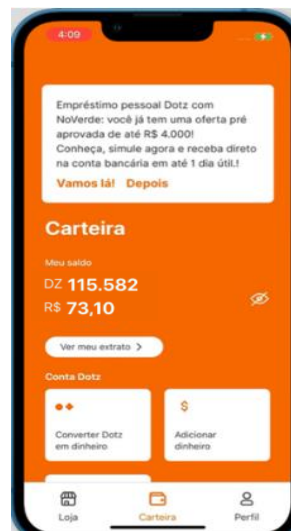 4:09
Empréstimo pessoal Dotz com
NoVerde: você já tem uma oferta pré
aprovada de até R$ 4.000!
Conheça, simule agora e receba direto
na conta bancária em até 1 dia útil.!
Vamos lá! Depois
Carteira
Meu saldo
DZ 115.582
R$ 73,10
Ver meu extrato >
Conta Dotz
Converter Dotz
em dinheiro
$
Adicionar
dinheiro
Loja
Carteira
Perfil